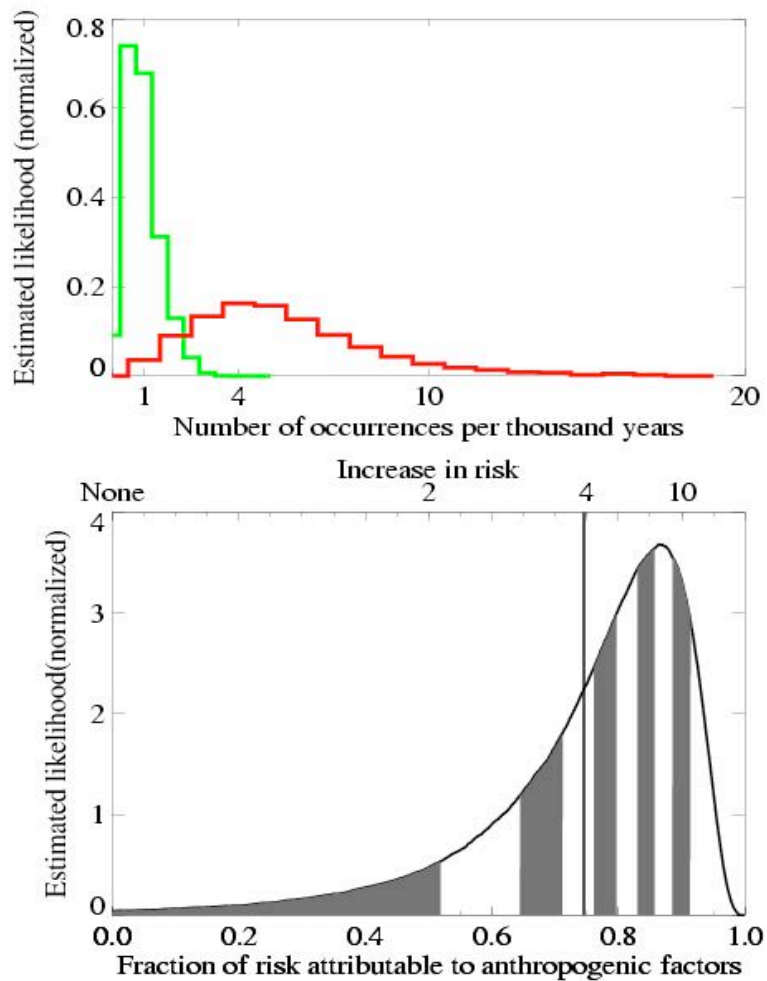 Estimated likelihood (normalized)
0.8
0.6
0.4
0.2
0
1 4 10 20
Number of occurrences per thousand years
Increase in risk
None 2 4 10
Estimated likelihood(normalized)
4
3
2
1
0
0.0 0.2 0.4 0.6 0.8 1.0
Fraction of risk attributable to anthropogenic factors